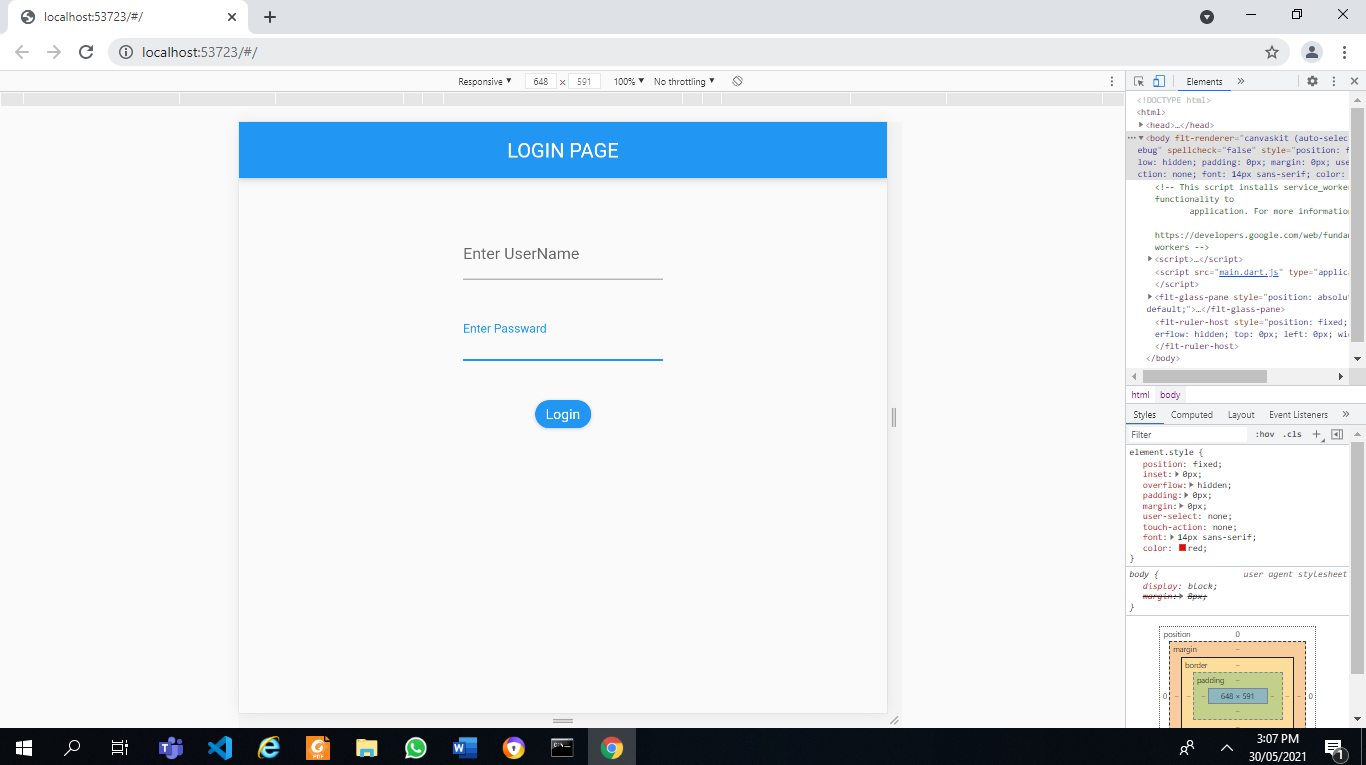 localhost:53723/#/
localhost:53723/#/
Responsive 648 x 591 100% No throttling
Elements
LOGIN PAGE
Enter UserName
Enter Passward
Login
<!DOCTYPE html>
<html>
<head>…</head>
<body flt-renderer="canvaskit (auto-selec
ebug" spellcheck="false" style="position: f
low: hidden; padding: 0px; margin: 0px; use
ction: none; font: 14px sans-serif; color:
<!-- This script installs service_worke
functionality to
application. For more information
https://developers.google.com/web/funda
workers -->
<script>…</script>
<script src="main.dart.js" type="applic
</script>
<flt-glass-pane style="position: absolu
default;">…</flt-glass-pane>
<flt-ruler-host style="position: fixed;
erflow: hidden; top: 0px; left: 0px; wi
</flt-ruler-host>
</body>
html body
Styles Computed Layout Event Listeners
Filter :hov .cls
element.style {
position: fixed;
inset: 0px;
overflow: hidden;
padding: 0px;
margin: 0px;
user-select: none;
touch-action: none;
font: 14px sans-serif;
color: red;
}
body { user agent stylesheet
display: block;
margin: 8px;
}
position 0
margin –
border –
padding –
0 – – – 648 × 591 – – – 0
–
PDF
3:07 PM
30/05/2021
1